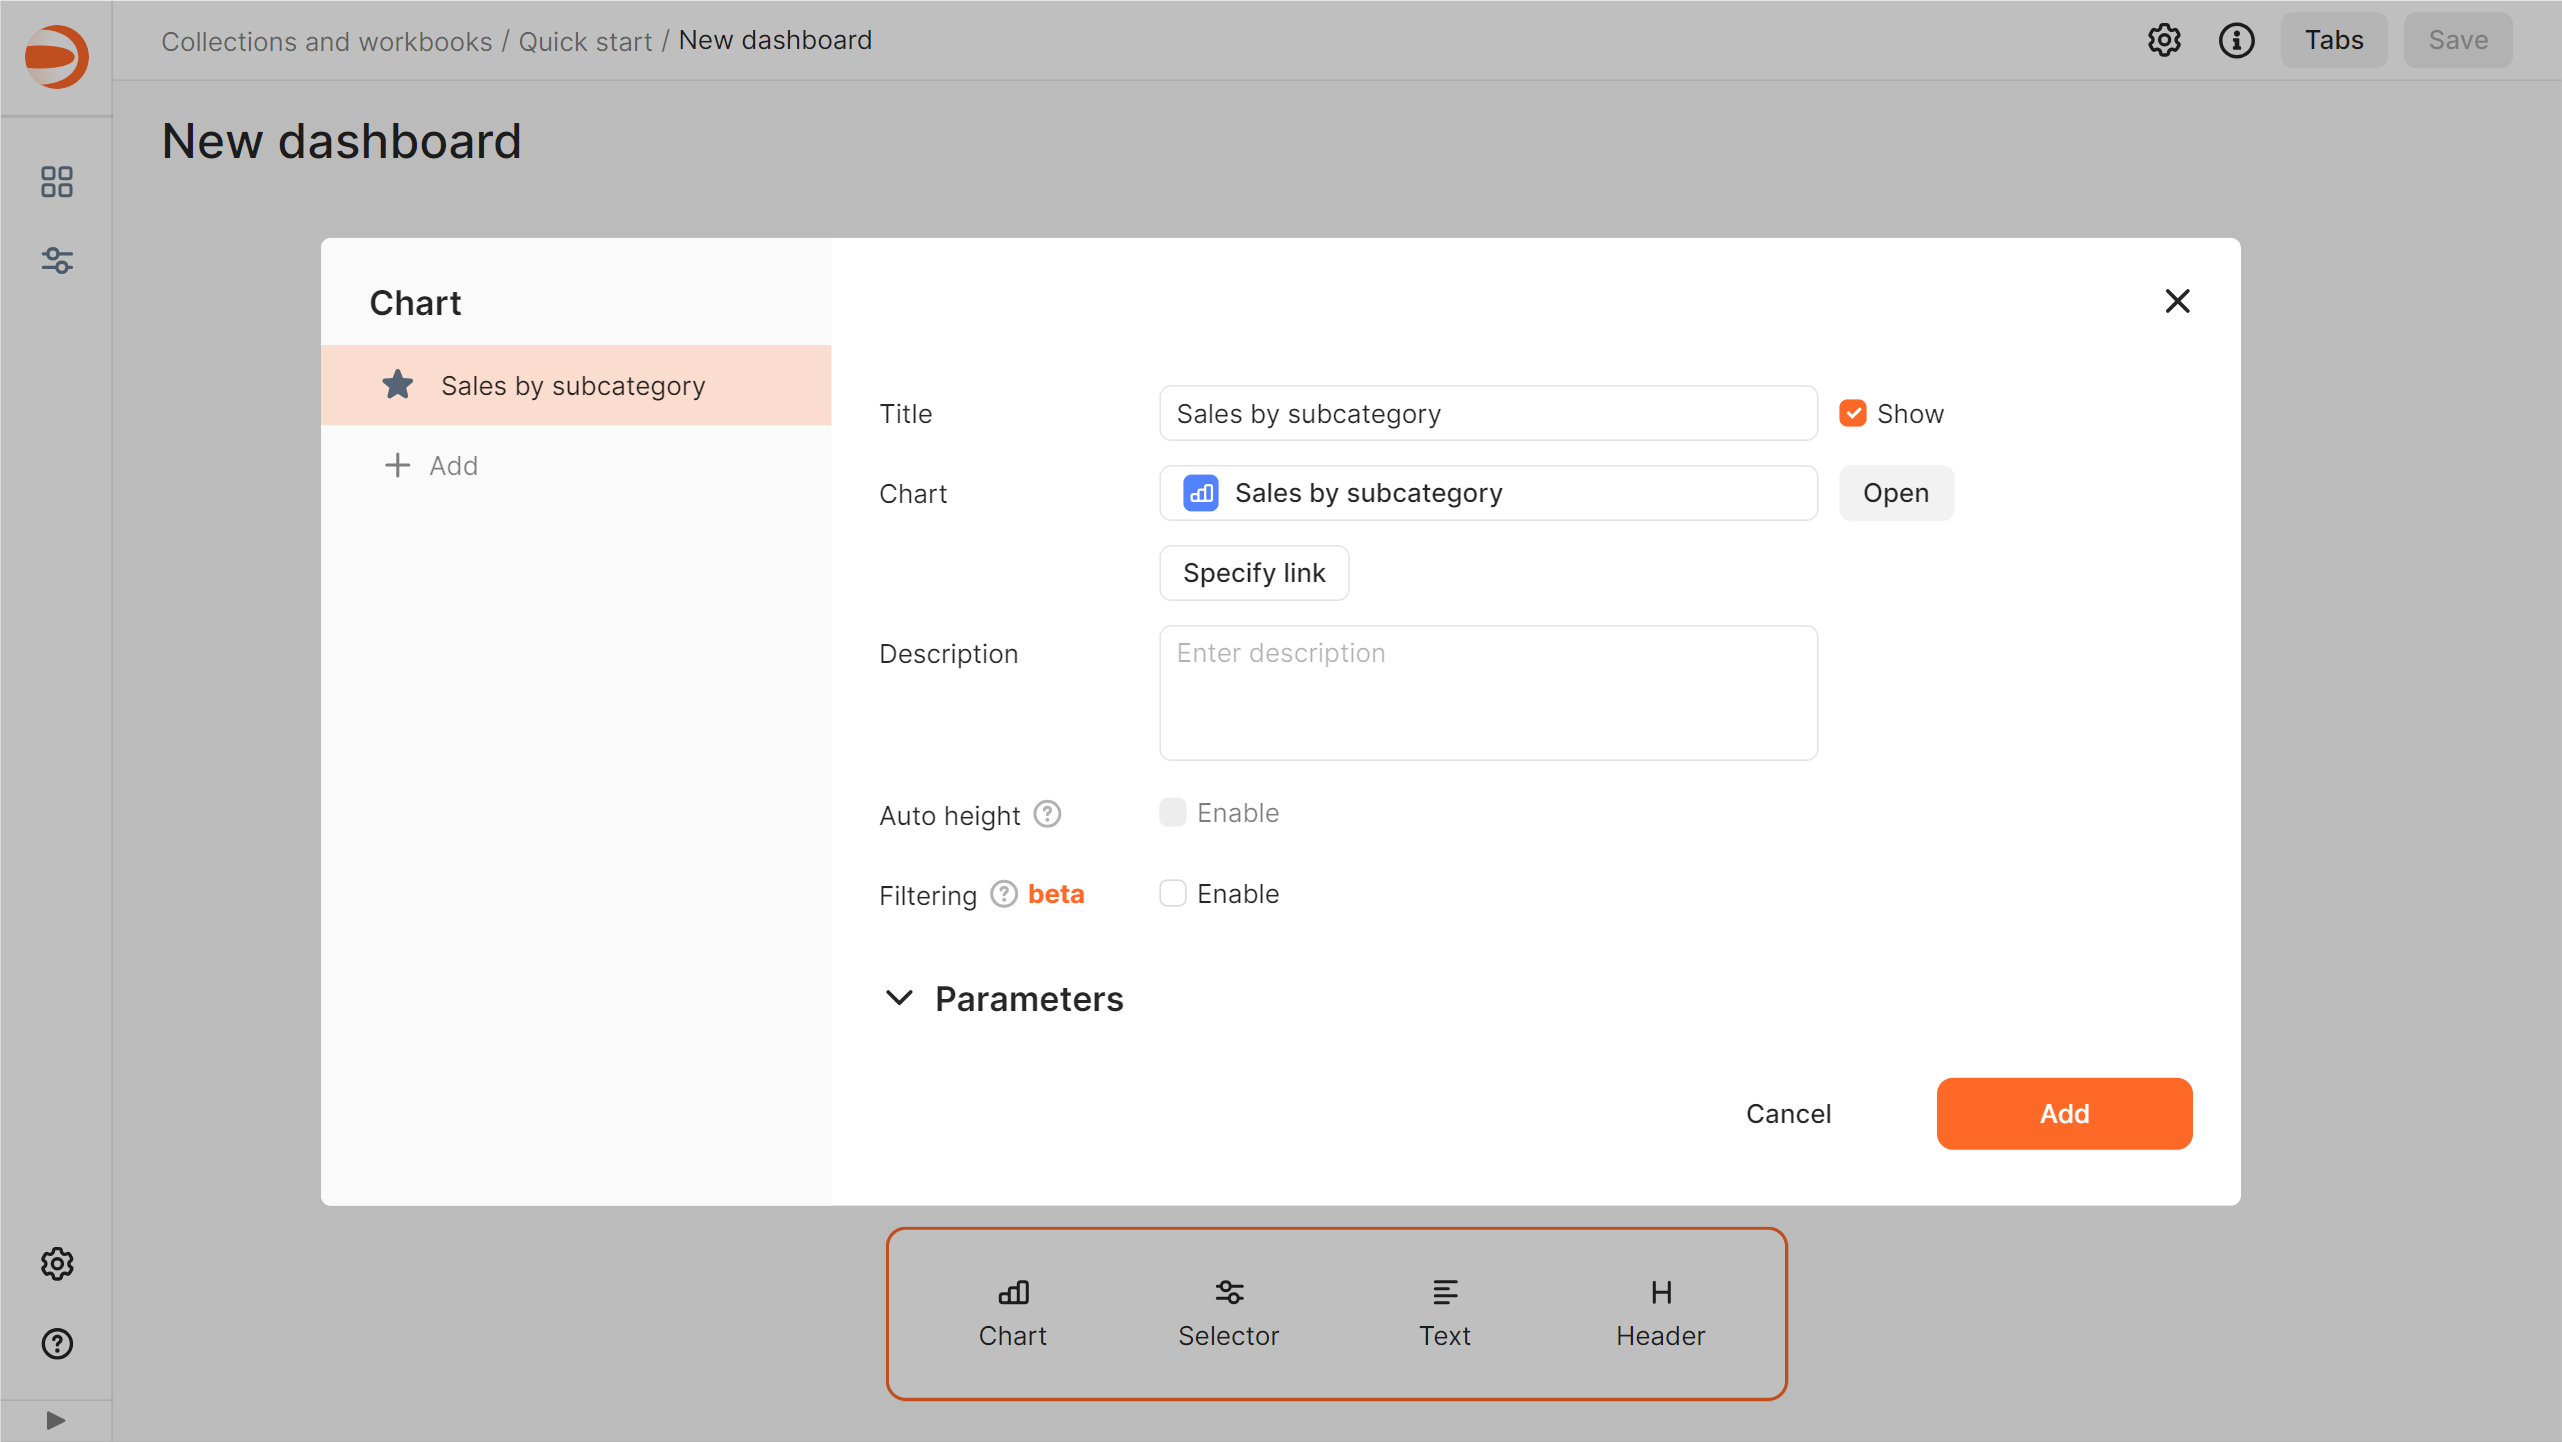 Collections and workbooks / Quick start / New dashboard
Tabs
Save
New dashboard
Chart
Sales by subcategory
Add
Title
Sales by subcategory
Show
Chart
Sales by subcategory
Open
Specify link
Description
Enter description
Auto height
Enable
Filtering beta
Enable
Parameters
Cancel
Add
Chart
Selector
Text
Header